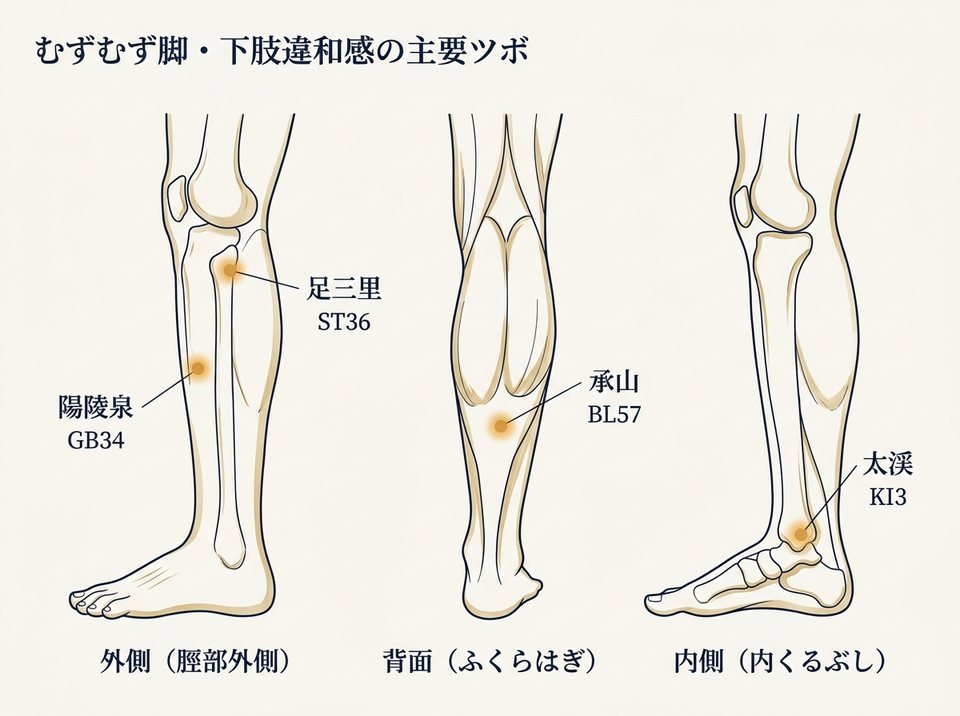 むずむず脚・下肢違和感の主要ツボ
足三里
ST36
陽陵泉
GB34
承山
BL57
太渓
KI3
外側（脛部外側）
背面（ふくらはぎ）
内側（内くるぶし）